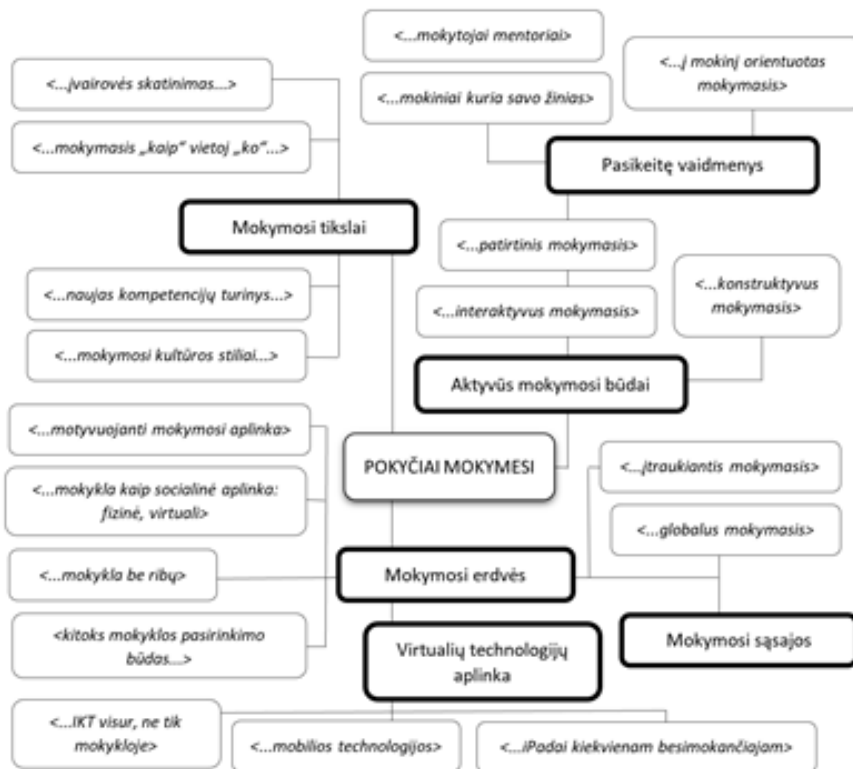 <...mokytojai mentoriai>
<...į mokinį orientuotas
mokymasis>
<...įvairovės skatinimas...>
<...mokiniai kuria savo žinias>
<...mokymasis „kaip“ vietoj „ko“...>
Pasikeitę vaidmenys
Mokymosi tikslai
<...patirtinis mokymasis>
<...naujas kompetencijų turinys...>
<...interaktyvus mokymasis>
<...konstruktyvus
mokymasis>
<...mokymosi kultūros stiliai...>
Aktyvūs mokymosi būdai
<...motyvuojanti mokymosi aplinka>
POKYČIAI MOKYMESI
<...įtraukiantis mokymasis>
<...mokykla kaip socialinė aplinka:
fizinė, virtuali>
<...globalus mokymasis>
<...mokykla be ribų>
Mokymosi erdvės
<kitoks mokyklos pasirinkimo
būdas...>
Virtualių technologijų
aplinka
Mokymosi sąsajos
<...IKT visur, ne tik
mokykloje>
<...mobilios technologijos>
<...iPadai kiekvienam besimokančiajam>